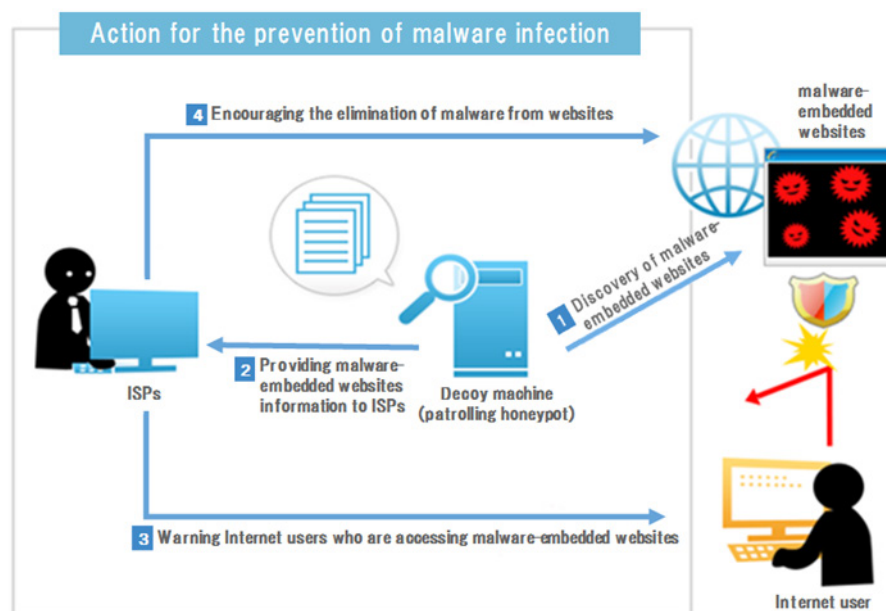 Action for the prevention of malware infection
4 Encouraging the elimination of malware from websites
malware-
embedded
websites
1 Discovery of malware-
embedded websites
2 Providing malware-
embedded websites
information to ISPs
ISPs
Decoy machine
(patrolling honeypot)
3 Warning Internet users who are accessing malware-embedded websites
Internet user